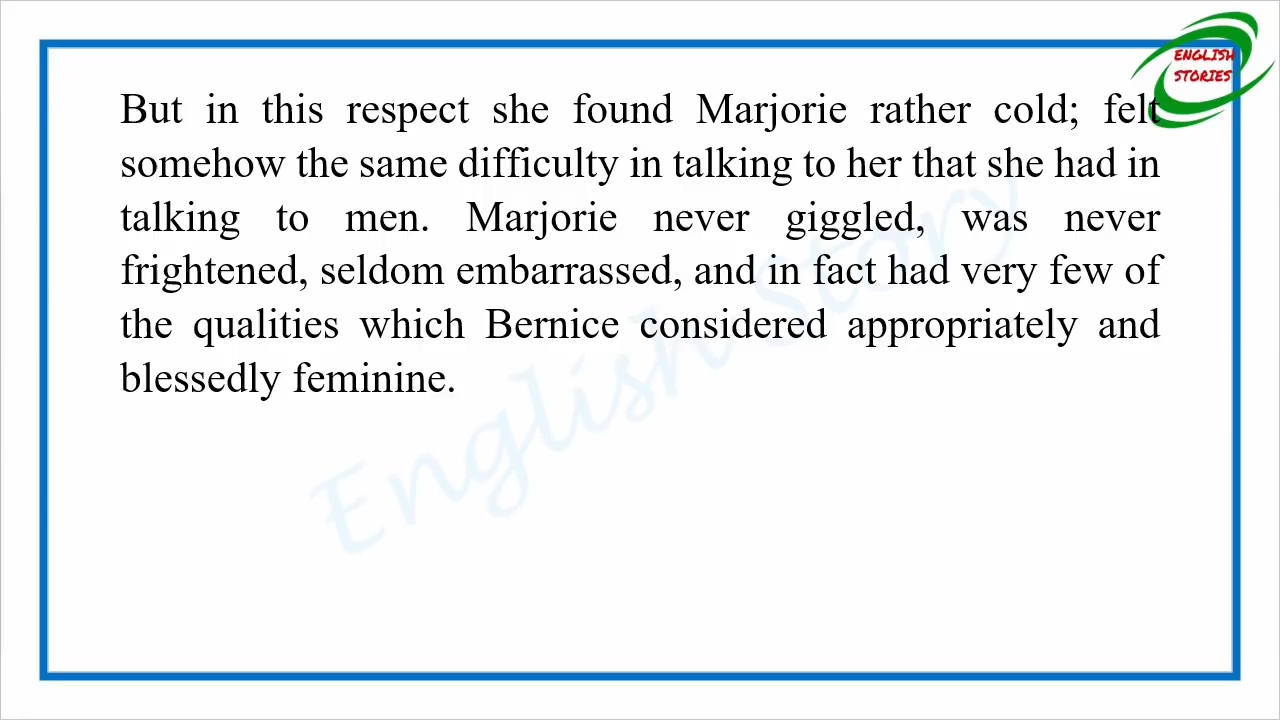 ENGLISH
STORIES
But in this respect she found Marjorie rather cold; felt
somehow the same difficulty in talking to her that she had in
talking to men. Marjorie never giggled, was never
frightened, seldom embarrassed, and in fact had very few of
the qualities which Bernice considered appropriately and
blessedly feminine.
English Story